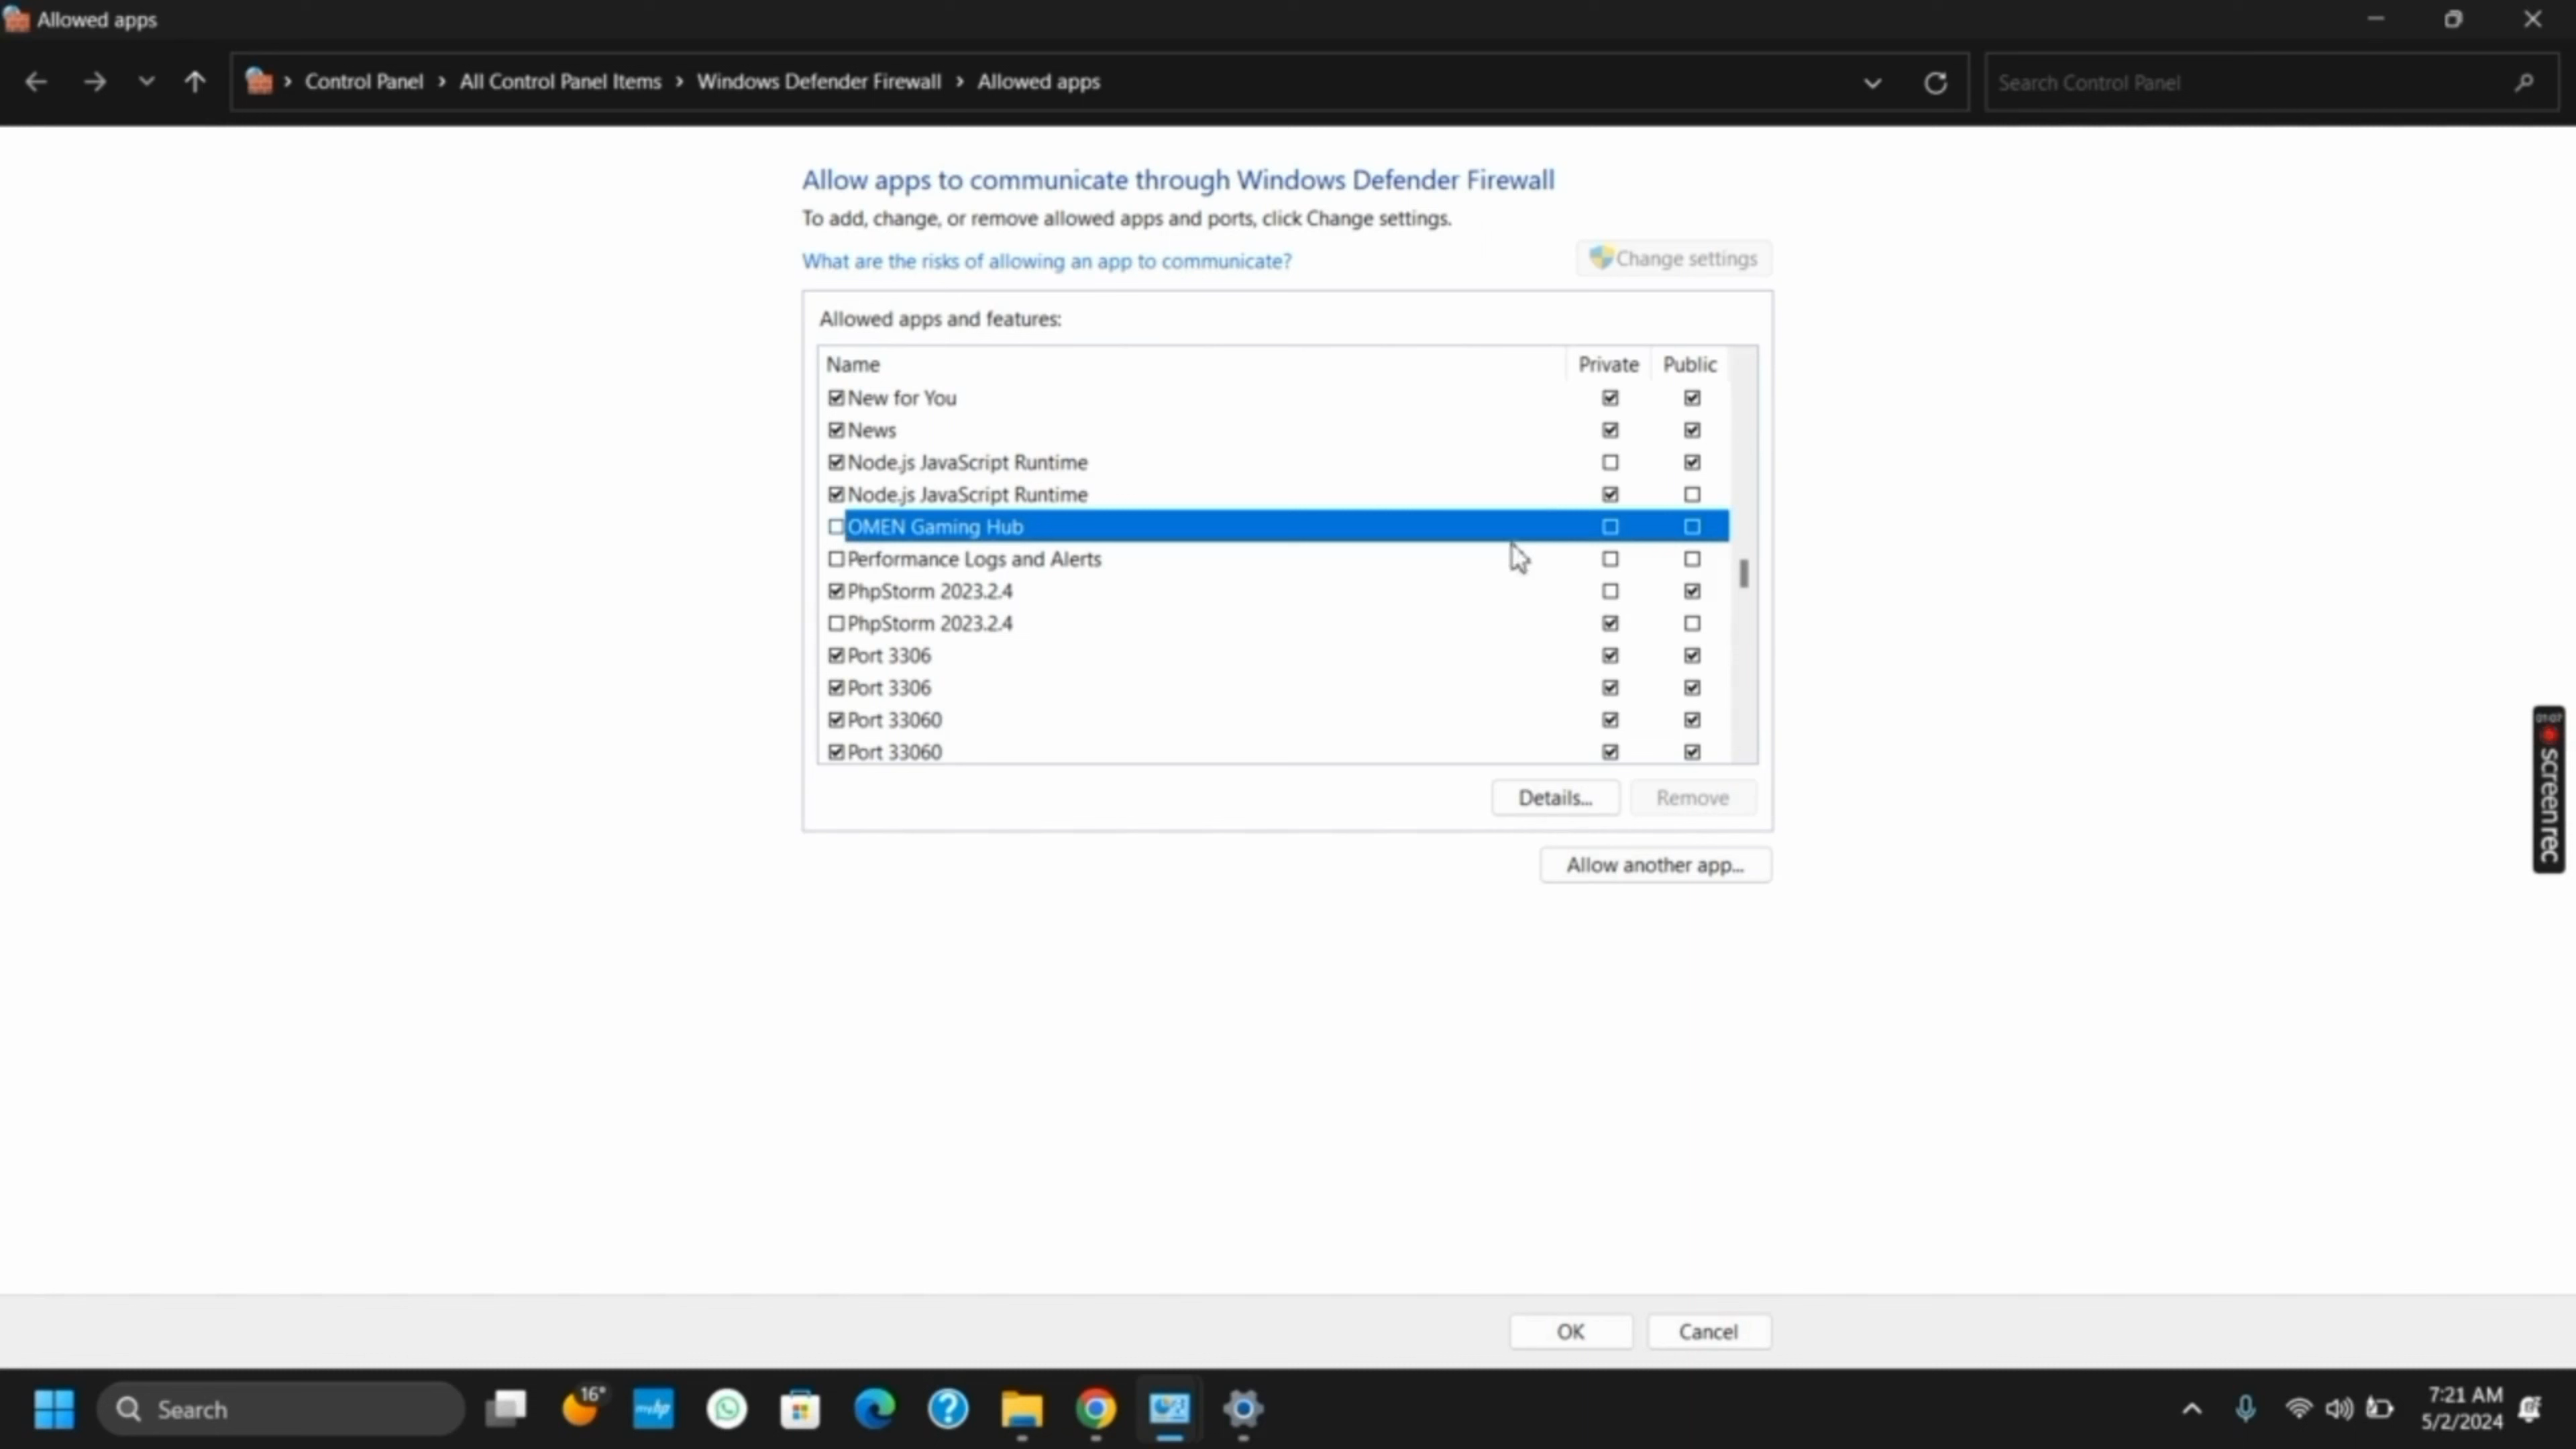 Allowed apps
Control Panel > All Control Panel Items > Windows Defender Firewall > Allowed apps
Search Control Panel
Allow apps to communicate through Windows Defender Firewall
To add, change, or remove allowed apps and ports, click Change settings.
What are the risks of allowing an app to communicate?
Change settings
Allowed apps and features:
Name Private Public
New for You
News
Node.js JavaScript Runtime
Node.js JavaScript Runtime
OMEN Gaming Hub
Performance Logs and Alerts
PhpStorm 2023.2.4
PhpStorm 2023.2.4
Port 3306
Port 3306
Port 33060
Port 33060
Details...
Remove
Allow another app...
01:07
screenrec
OK
Cancel
Search
16°
myhp
7:21 AM
5/2/2024